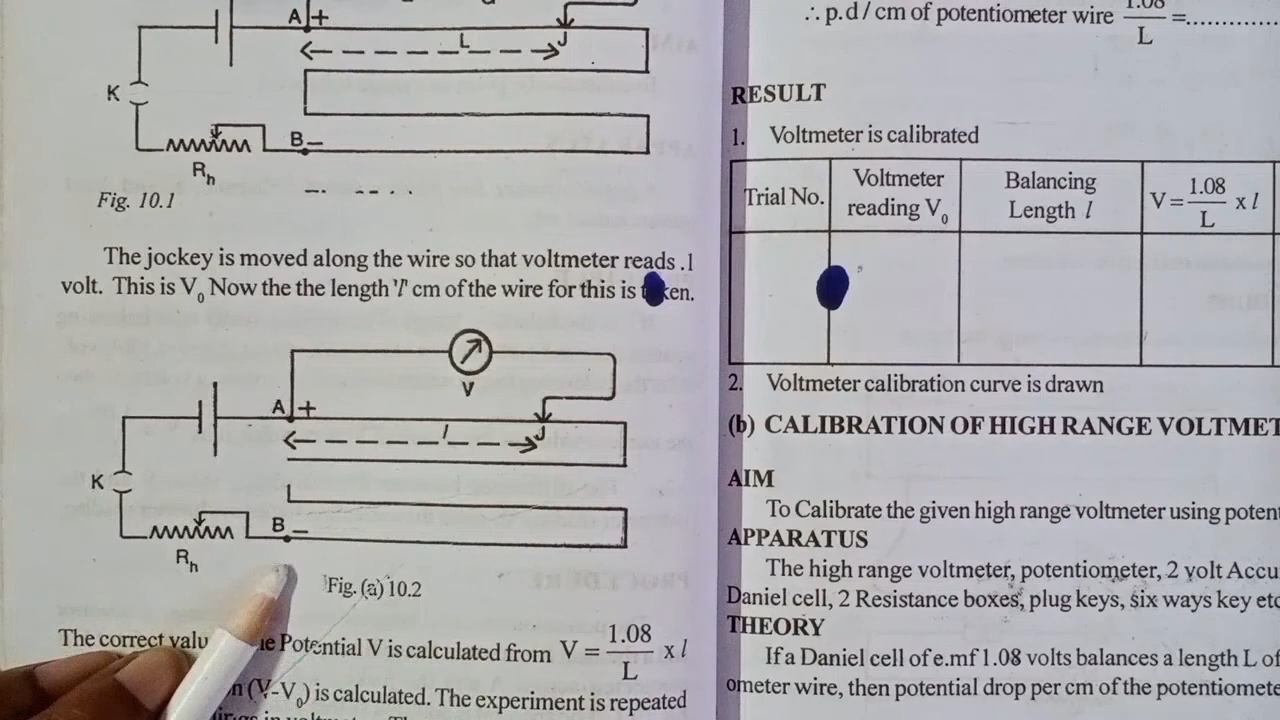 A +
L
J
K
B –
Rh
Fig. 10.1
The jockey is moved along the wire so that voltmeter reads .1
volt. This is V₀ Now the the length 'l' cm of the wire for this is
V
A +
l
J
K
B –
Rh
Fig. (a) 10.2
The correct Potential V is calculated from V = 1.08/L x l
(V-V₀) is calculated. The experiment is repeated
∴ p.d / cm of potentiometer wire 1.08/L =.............
RESULT
1. Voltmeter is calibrated
Trial No. Voltmeter reading V₀ Balancing Length l V = 1.08/L x l
2. Voltmeter calibration curve is drawn
(b) CALIBRATION OF HIGH RANGE VOLTMET
AIM
To Calibrate the given high range voltmeter using poten
APPARATUS
The high range voltmeter, potentiometer, 2 volt Accu
Daniel cell, 2 Resistance boxes, plug keys, six ways key etc
THEORY
If a Daniel cell of e.mf 1.08 volts balances a length L of
ometer wire, then potential drop per cm of the potentiomete